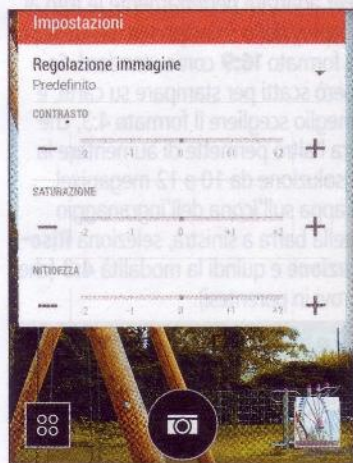 Impostazioni
Regolazione immagine
Predefinito
CONTRASTO
-2 -1 0 +1 +2
SATURAZIONE
-2 -1 0 +1 +2
NITIDEZZA
-2 -1 0 +1 +2